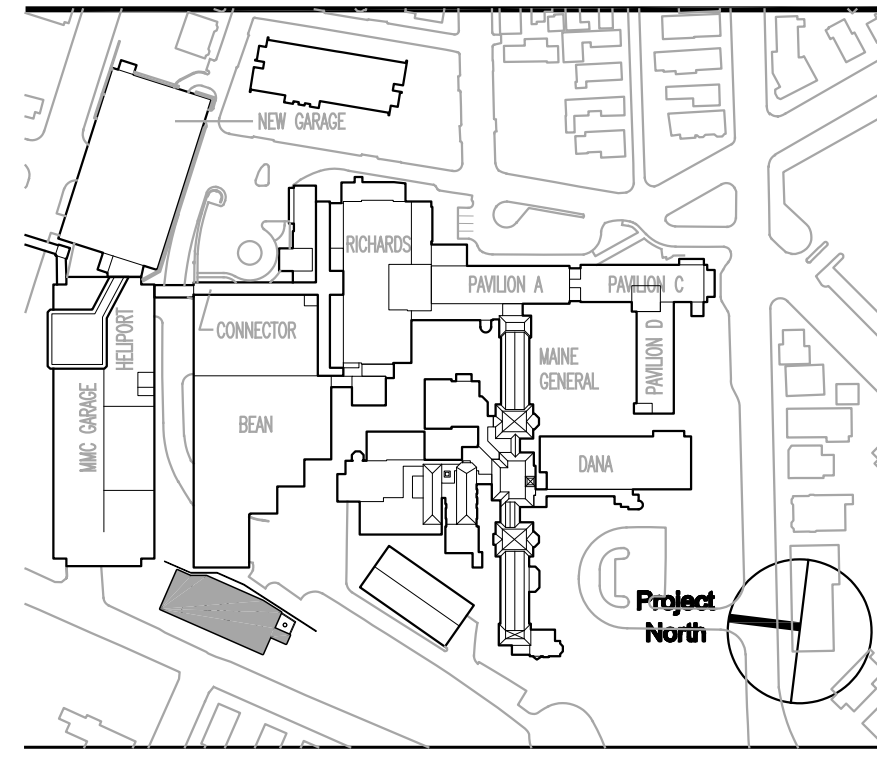 NEW GARAGE
RICHARDS
PAVILION A
PAVILION C
HELIPORT
CONNECTOR
MAINE
GENERAL
PAVILION D
MMC GARAGE
BEAN
DANA
Project
North